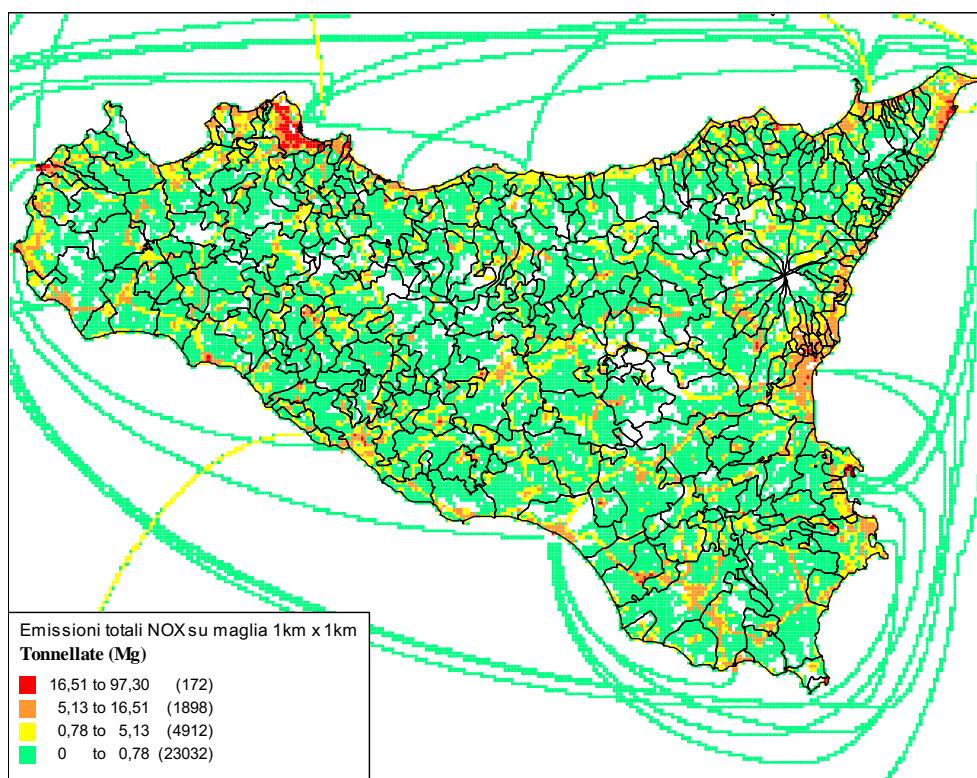 Emissioni totali NOX su maglia 1km x 1km
Tonnellate (Mg)
16,51 to 97,30 (172)
5,13 to 16,51 (1898)
0,78 to 5,13 (4912)
0 to 0,78 (23032)